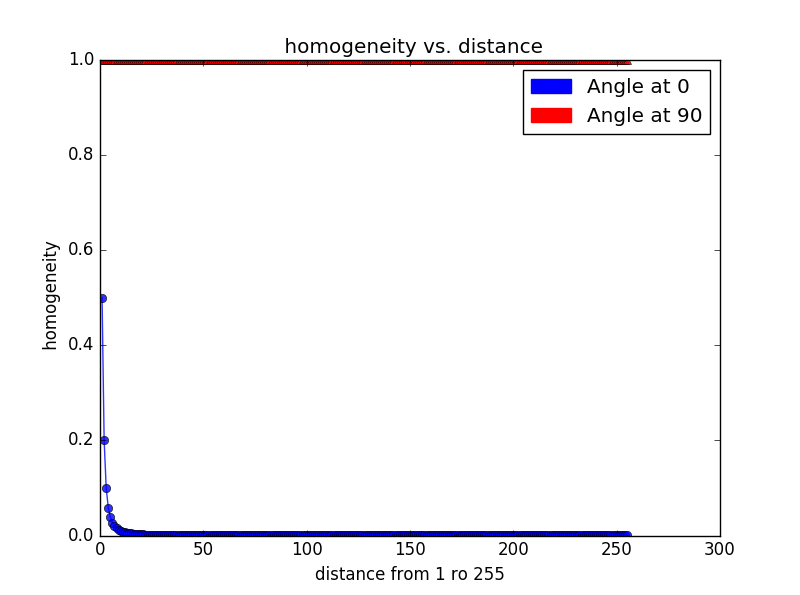 homogeneity vs. distance
1.0
0.8
0.6
0.4
0.2
0.0
homogeneity
Angle at 0
Angle at 90
0 50 100 150 200 250 300
distance from 1 ro 255